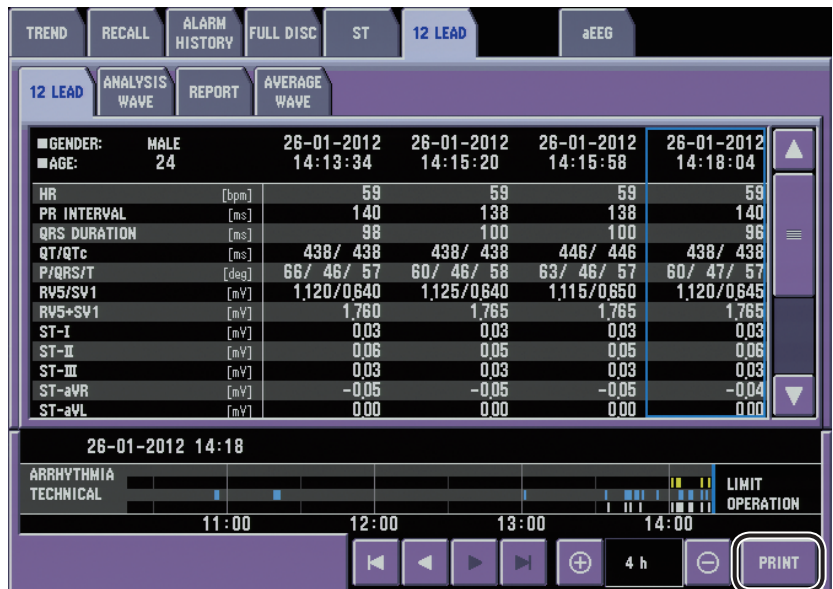 TREND RECALL ALARM HISTORY FULL DISC ST 12 LEAD aEEG
12 LEAD ANALYSIS WAVE REPORT AVERAGE WAVE
■GENDER: MALE 26-01-2012 26-01-2012 26-01-2012 26-01-2012
■AGE: 24 14:13:34 14:15:20 14:15:58 14:18:04
HR [bpm] 59 59 59 59
PR INTERVAL [ms] 140 138 138 140
QRS DURATION [ms] 98 100 100 96
QT/QTc [ms] 438/ 438 438/ 438 446/ 446 438/ 438
P/QRS/T [deg] 66/ 46/ 57 60/ 46/ 58 63/ 46/ 57 60/ 47/ 57
RV5/SV1 [mV] 1,120/0,640 1,125/0,640 1,115/0,650 1,120/0,645
RV5+SV1 [mV] 1,760 1,765 1,765 1,765
ST-I [mV] 0,03 0,03 0,03 0,03
ST-Ⅱ [mV] 0,06 0,05 0,05 0,06
ST-Ⅲ [mV] 0,03 0,03 0,03 0,03
ST-aVR [mV] -0,05 -0,05 -0,05 -0,04
ST-aVL [mV] 0,00 0,00 0,00 0,00
26-01-2012 14:18
ARRHYTHMIA
TECHNICAL
LIMIT
OPERATION
11:00 12:00 13:00 14:00
4 h PRINT